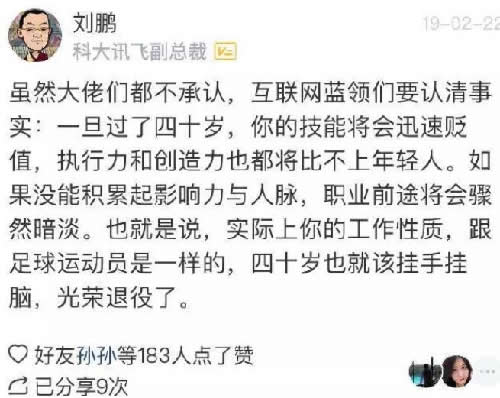 刘鹏
19-02-22
科大讯飞副总裁
虽然大佬们都不承认，互联网蓝领们要认清事
实：一旦过了四十岁，你的技能将会迅速贬
值，执行力和创造力也都将比不上年轻人。如
果没能积累起影响力与人脉，职业前途将会骤
然暗淡。也就是说，实际上你的工作性质，跟
足球运动员是一样的，四十岁也就该挂手挂
脑，光荣退役了。
好友孙孙等183人点了赞
已分享9次